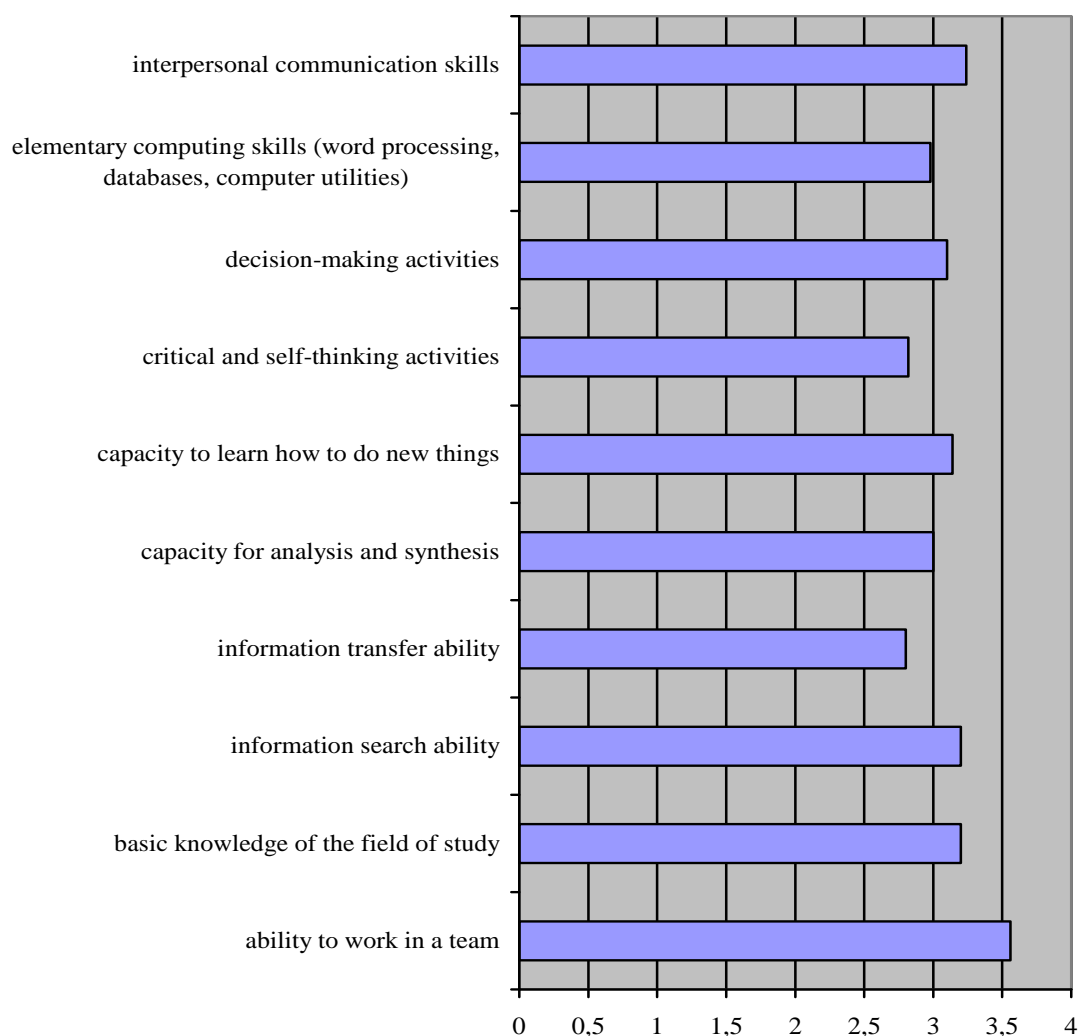 interpersonal communication skills
elementary computing skills (word processing,
databases, computer utilities)
decision-making activities
critical and self-thinking activities
capacity to learn how to do new things
capacity for analysis and synthesis
information transfer ability
information search ability
basic knowledge of the field of study
ability to work in a team
0 0,5 1 1,5 2 2,5 3 3,5 4